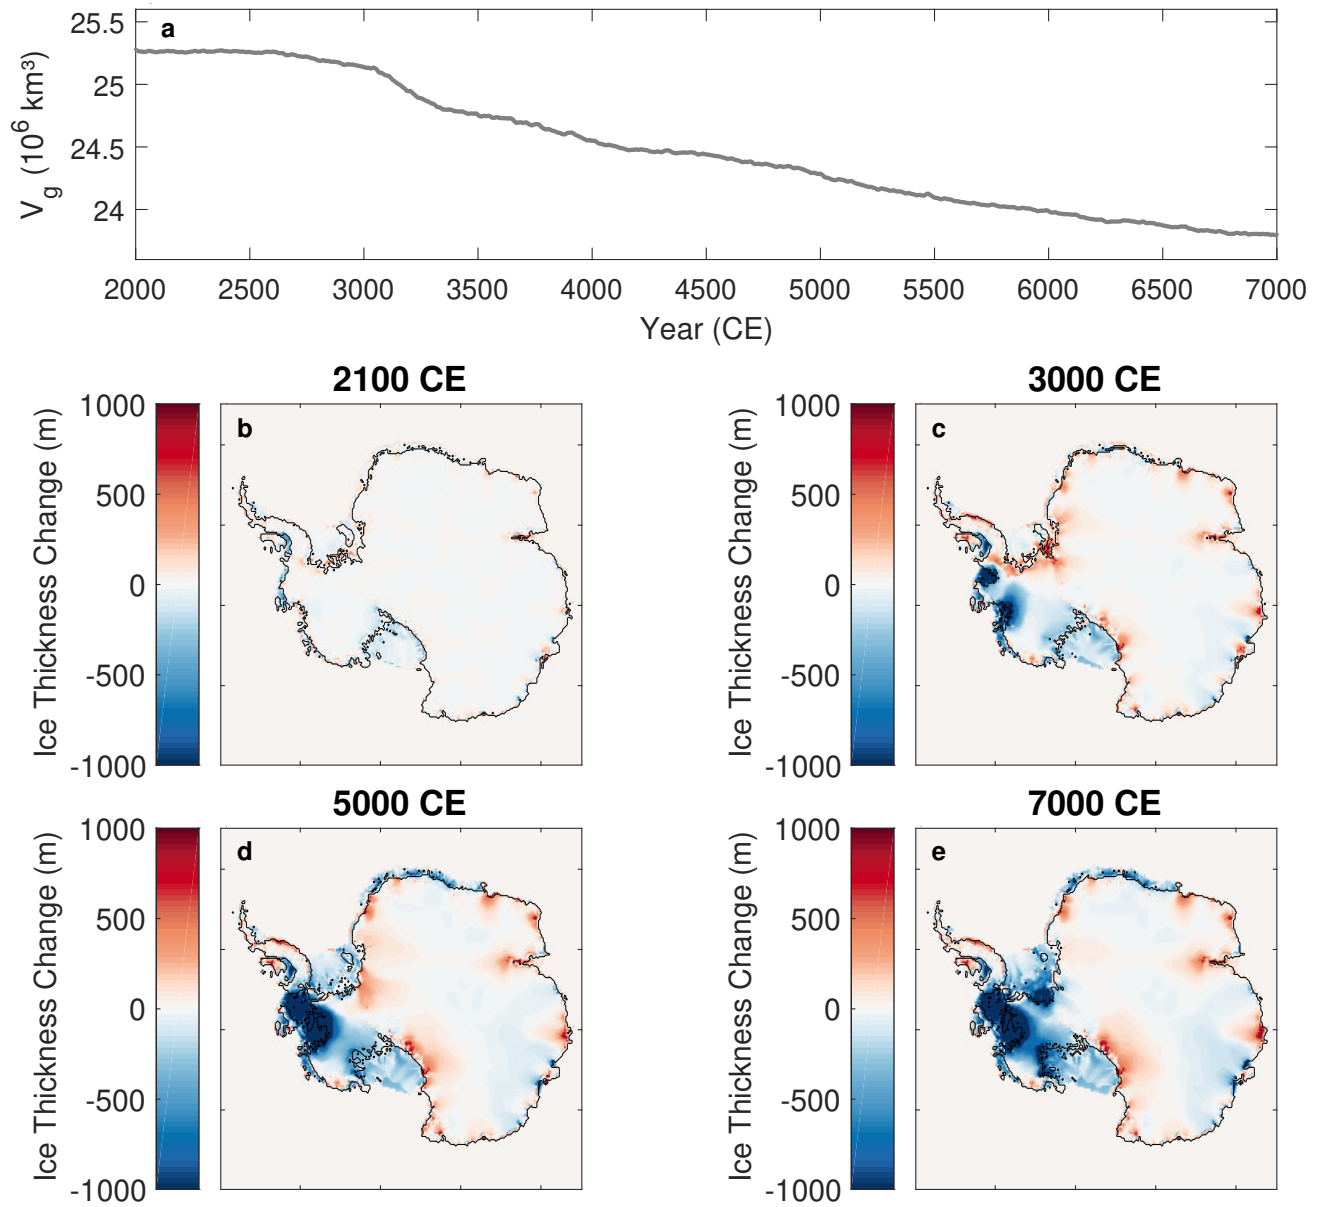 a
25.5
25
24.5
24
V_g (10^6 km³)
2000 2500 3000 3500 4000 4500 5000 5500 6000 6500 7000
Year (CE)
2100 CE
b
1000
500
0
-500
-1000
Ice Thickness Change (m)
3000 CE
c
1000
500
0
-500
-1000
Ice Thickness Change (m)
5000 CE
d
1000
500
0
-500
-1000
Ice Thickness Change (m)
7000 CE
e
1000
500
0
-500
-1000
Ice Thickness Change (m)